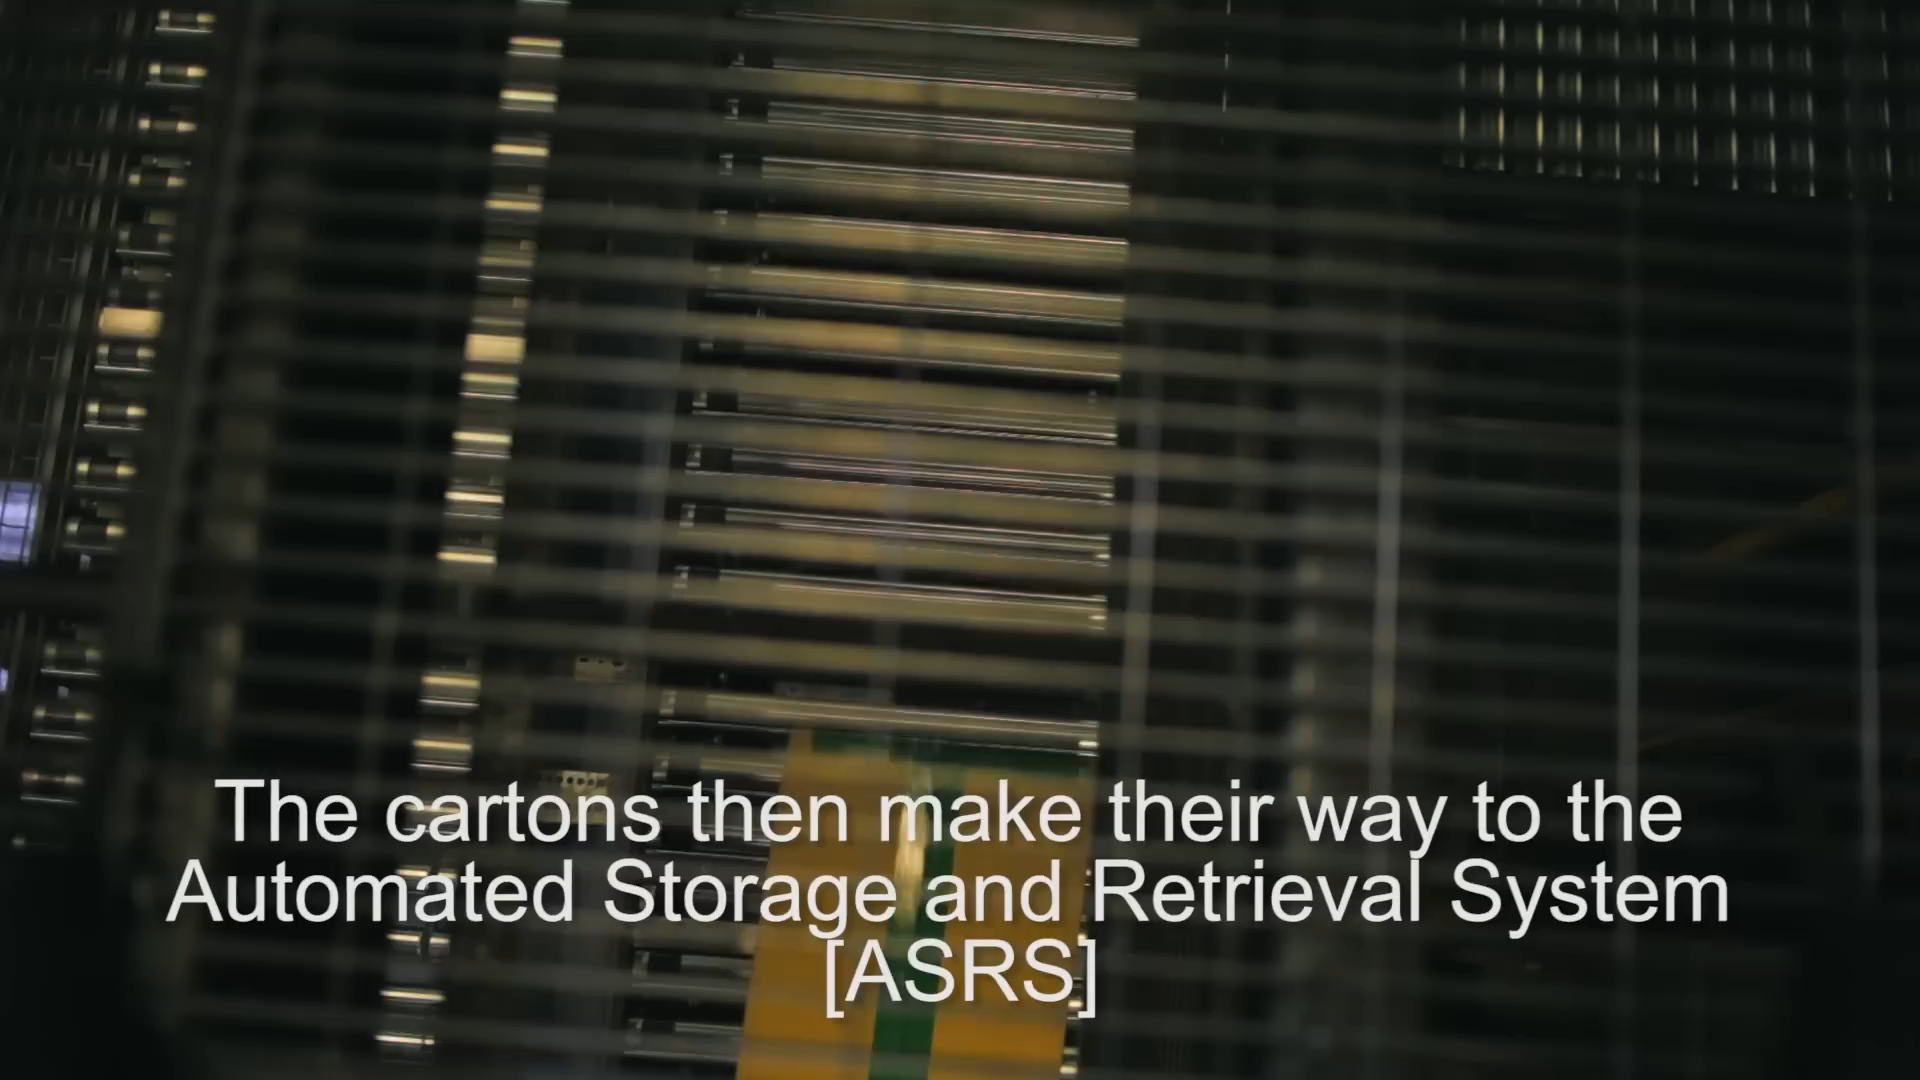 The cartons then make their way to the
Automated Storage and Retrieval System
[ASRS]